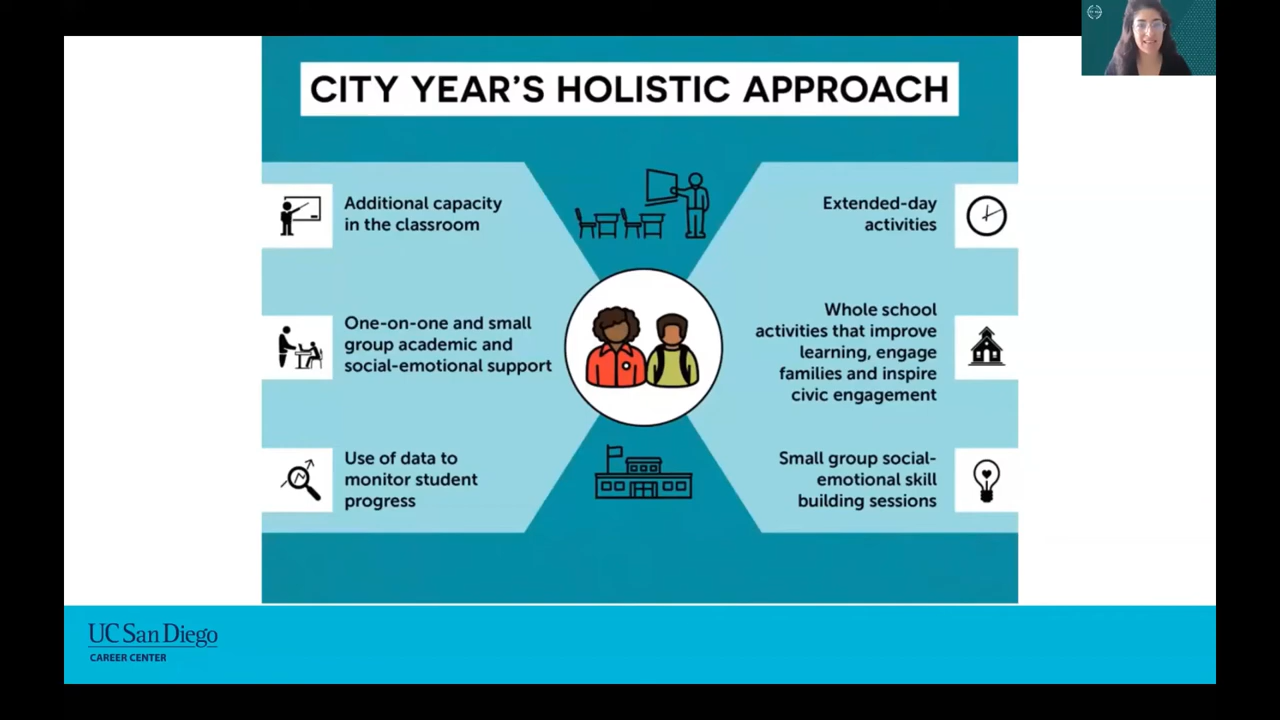 CITY YEAR'S HOLISTIC APPROACH
Additional capacity
in the classroom
One-on-one and small
group academic and
social-emotional support
Use of data to
monitor student
progress
Extended-day
activities
Whole school
activities that improve
learning, engage
families and inspire
civic engagement
Small group social-
emotional skill
building sessions
UC San Diego
CAREER CENTER